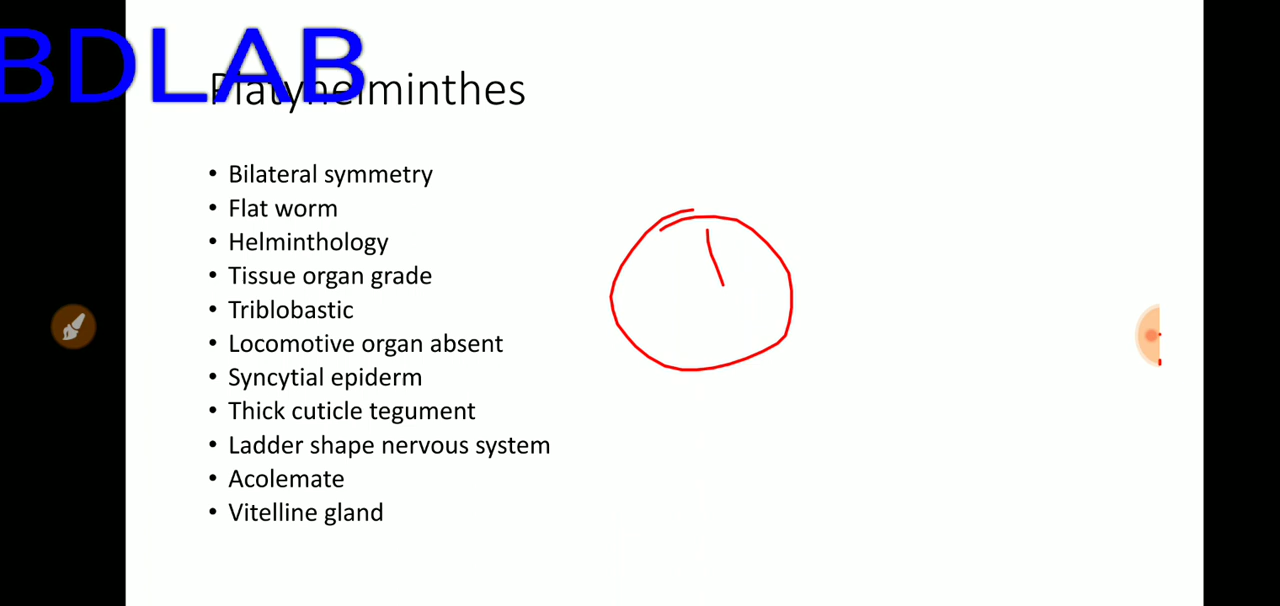 BDLAB
Platyhelminthes
• Bilateral symmetry
• Flat worm
• Helminthology
• Tissue organ grade
• Triblobastic
• Locomotive organ absent
• Syncytial epiderm
• Thick cuticle tegument
• Ladder shape nervous system
• Acolemate
• Vitelline gland